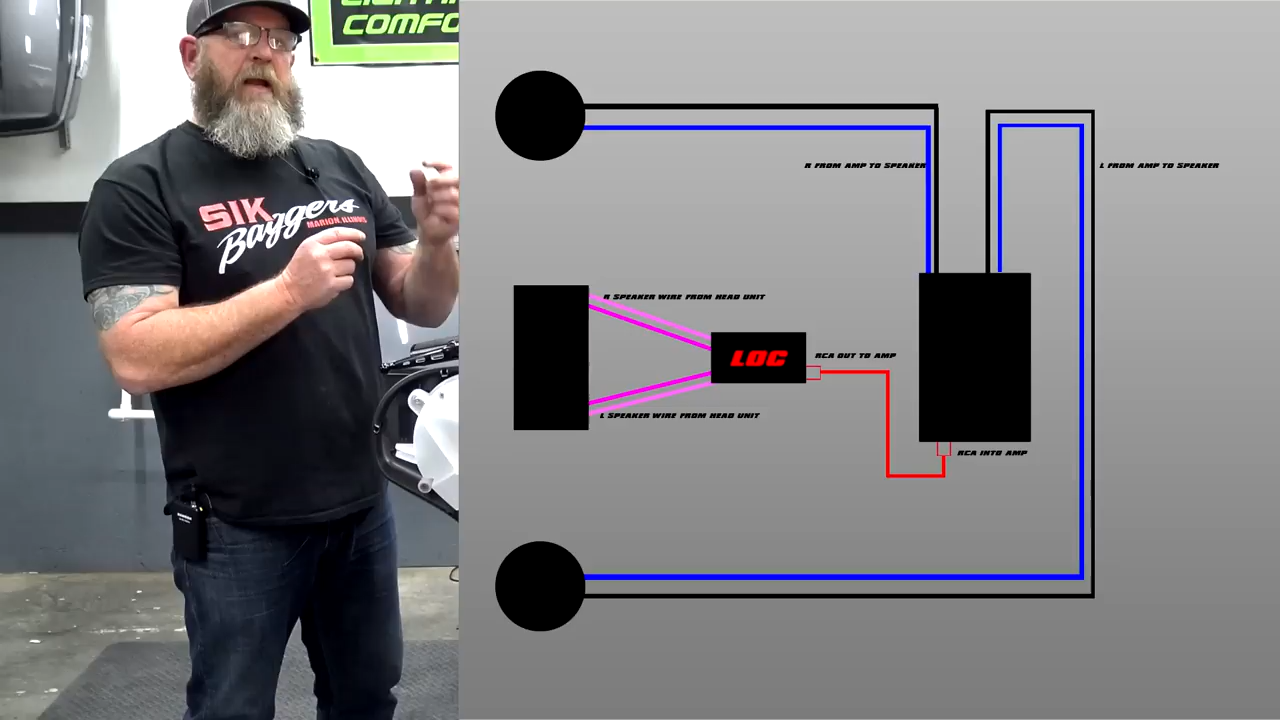 COMFO
SIK
Baggers
MARION, ILLINOIS
R FROM AMP TO SPEAKER
L FROM AMP TO SPEAKER
R SPEAKER WIRE FROM HEAD UNIT
LOC
RCA OUT TO AMP
L SPEAKER WIRE FROM HEAD UNIT
RCA INTO AMP